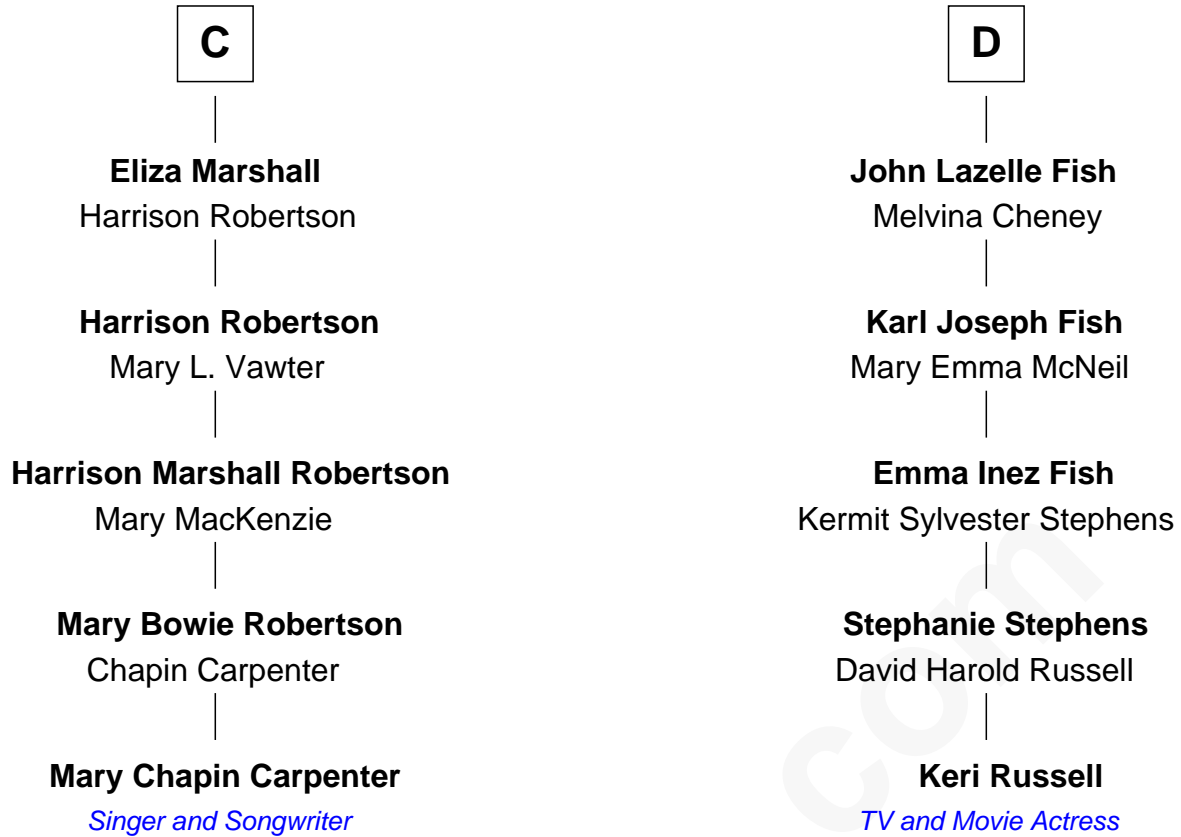 C
Eliza Marshall
Harrison Robertson
Harrison Robertson
Mary L. Vawter
Harrison Marshall Robertson
Mary MacKenzie
Mary Bowie Robertson
Chapin Carpenter
Mary Chapin Carpenter
Singer and Songwriter
D
John Lazelle Fish
Melvina Cheney
Karl Joseph Fish
Mary Emma McNeil
Emma Inez Fish
Kermit Sylvester Stephens
Stephanie Stephens
David Harold Russell
Keri Russell
TV and Movie Actress
com